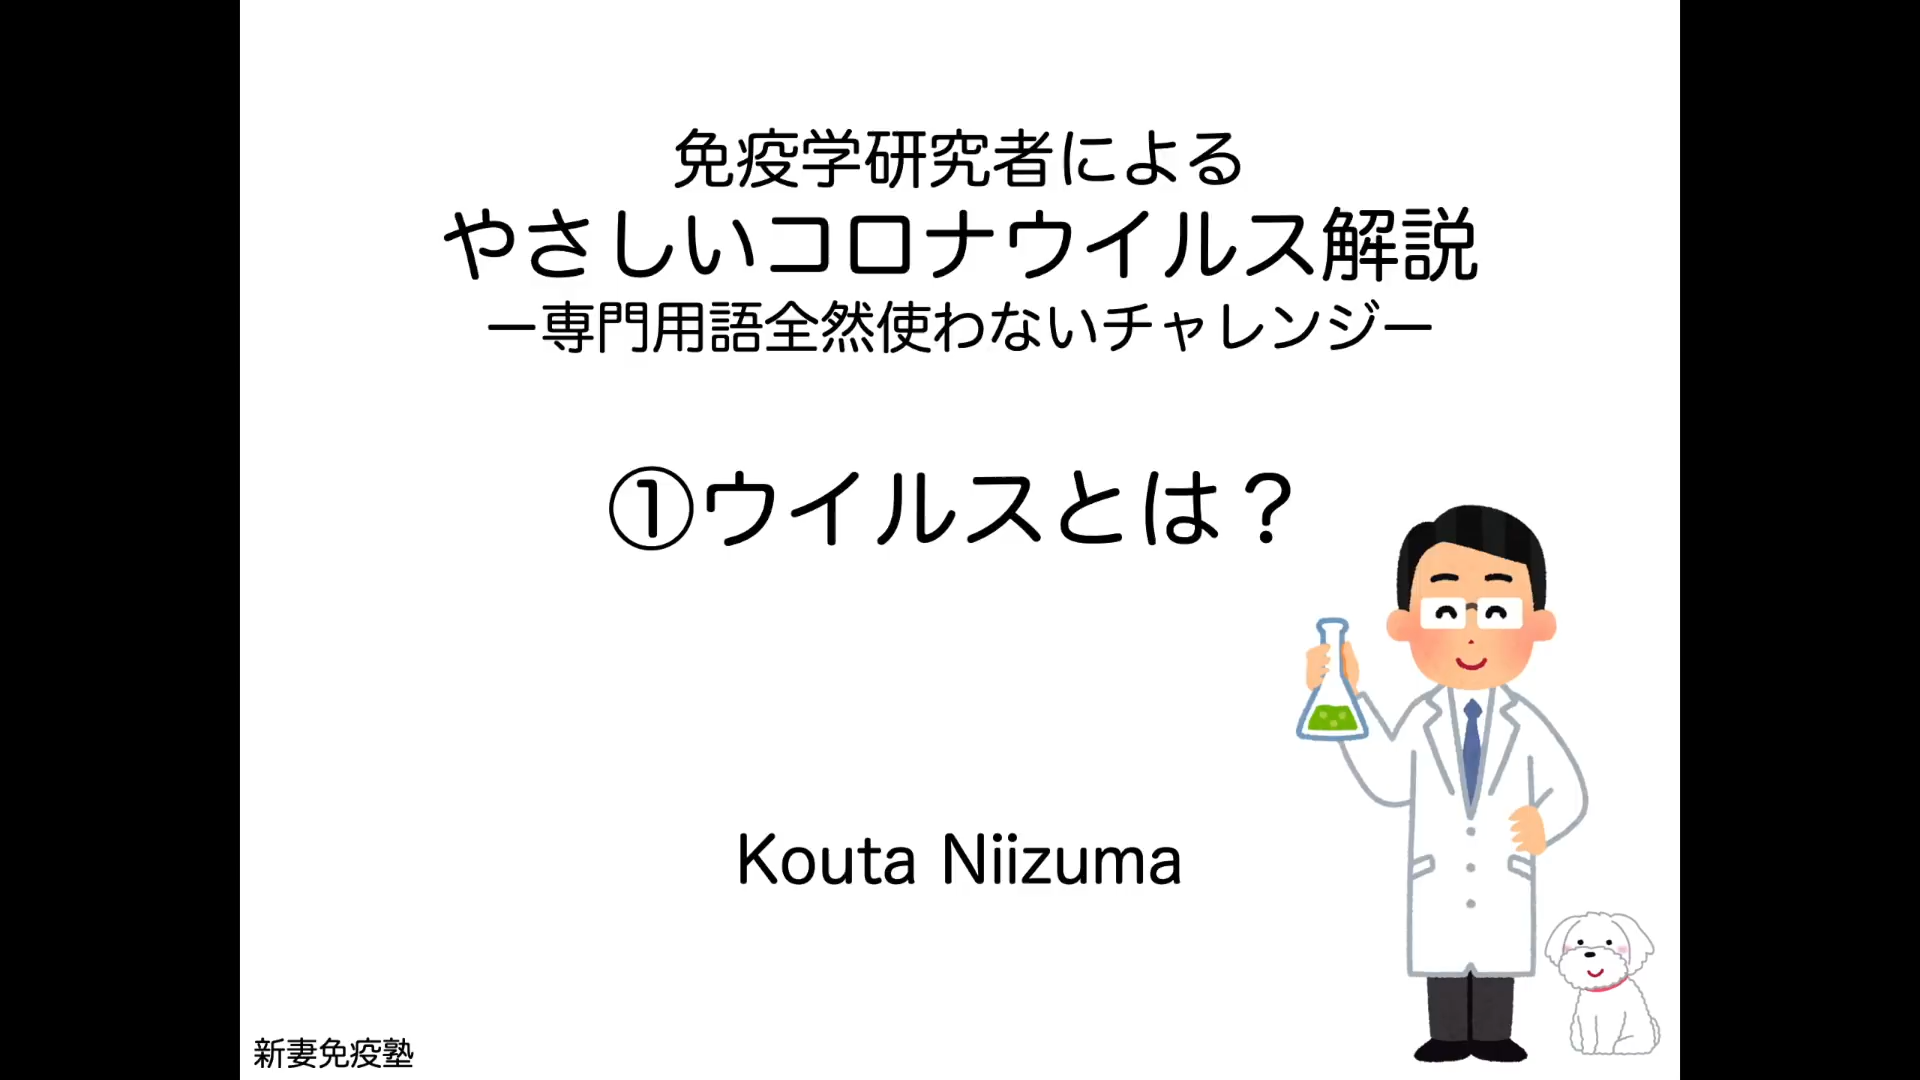 免疫学研究者による
やさしいコロナウイルス解説
ー専門用語全然使わないチャレンジー
①ウイルスとは？
Kouta Niizuma
新妻免疫塾